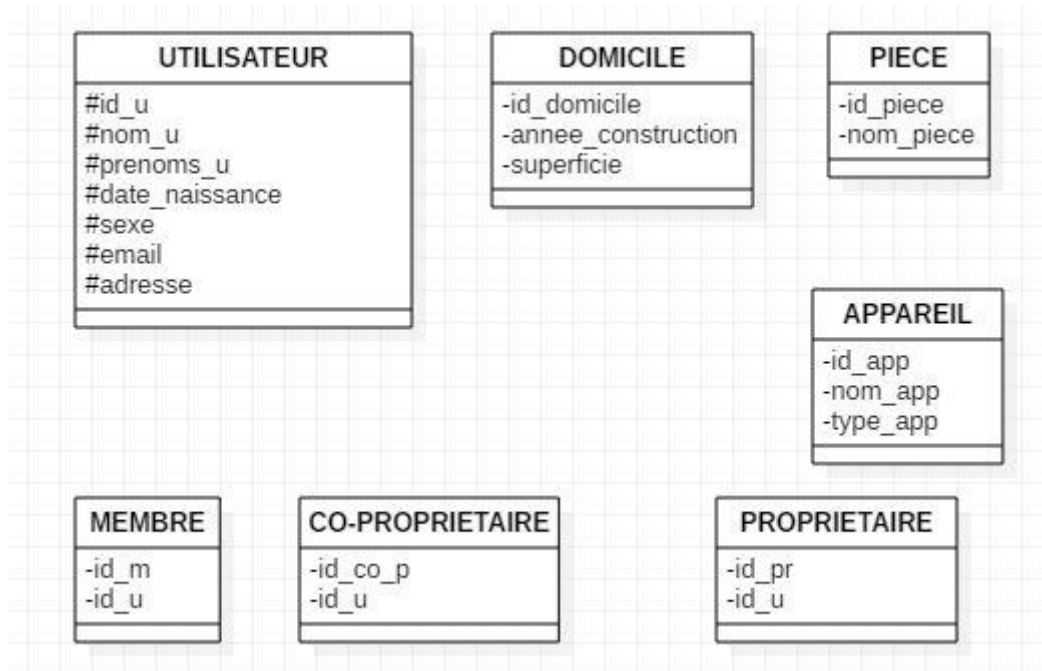 UTILISATEUR
#id_u
#nom_u
#prenoms_u
#date_naissance
#sexe
#email
#adresse
DOMICILE
-id_domicile
-annee_construction
-superficie
PIECE
-id_piece
-nom_piece
APPAREIL
-id_app
-nom_app
-type_app
MEMBRE
-id_m
-id_u
CO-PROPRIETAIRE
-id_co_p
-id_u
PROPRIETAIRE
-id_pr
-id_u